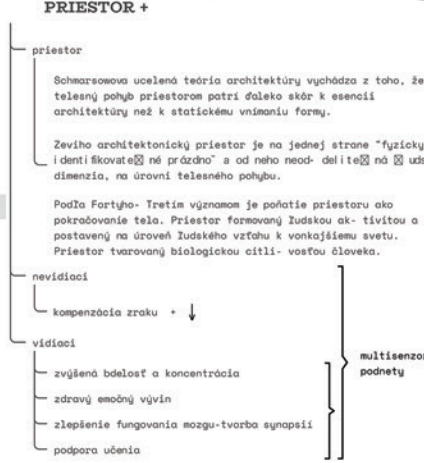 PRIESTOR +
priestor
Schmarsowova ucelená teória architektúry vychádza z toho, že
telesný pohyb priestorom patrí ďaleko skôr k esencii
architektúry než k statickému vnímaniu formy.
Zeviho architektonický priestor je na jednej strane "fyzicky
identifikovate☒ né prázdno" a od neho neod- delite☒ ná ☒ uds
dimenzia, na úrovni telesného pohybu.
Podľa Fortyho- Tretím významom je poňatie priestoru ako
pokračovanie tela. Priestor formovaný ľudskou ak- tivitou a
postavený na úroveň ľudského vzťahu k vonkajšiemu svetu.
Priestor tvarovaný biologickou citli- vosťou človeka.
nevidiaci
kompenzácia zraku + ↓
vidiaci
zvýšená bdelosť a koncentrácia
zdravý emočný vývin
zlepšenie fungovania mozgu-tvorba synapsií
podpora učenia
multisenzor
podnety